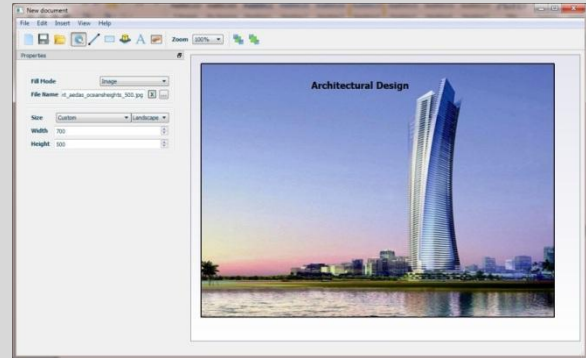 New document
File Edit Insert View Help
Zoom 100%
Properties
Fill Mode Image
File Name nt_aedas_oceansheights_500.jpg X ...
Size Custom Landscape
Width 700
Height 500
Architectural Design